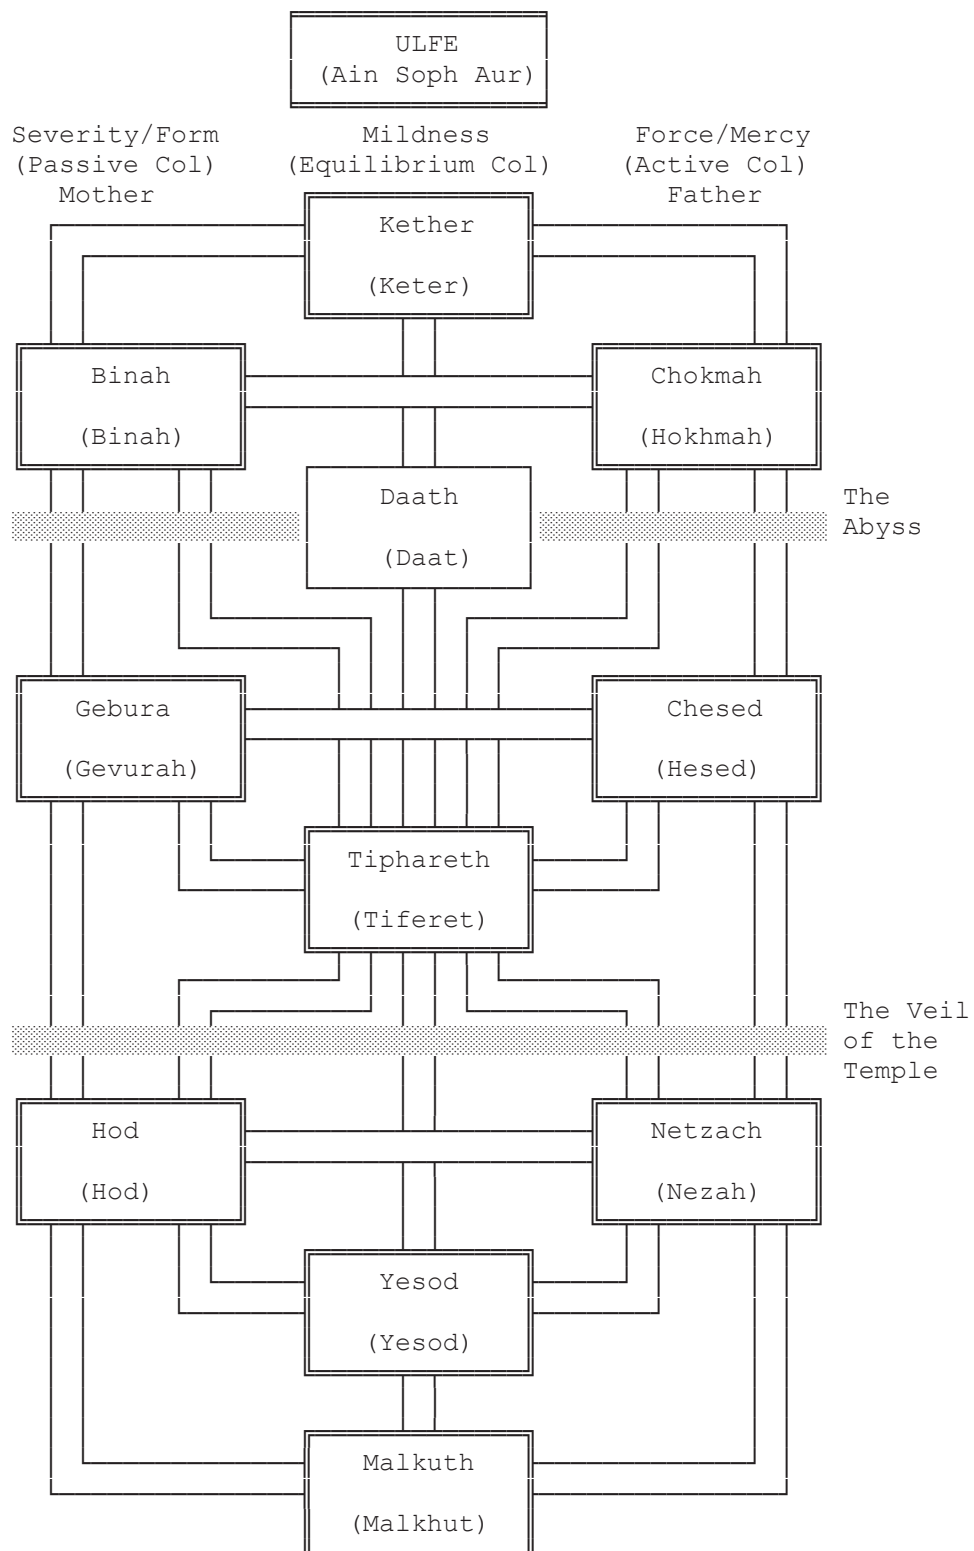 ULFE
(Ain Soph Aur)
Severity/Form Mildness Force/Mercy
(Passive Col) (Equilibrium Col) (Active Col)
Mother Father
Kether
(Keter)
Binah Chokmah
(Binah) (Hokhmah)
Daath The
Abyss
(Daat)
Gebura Chesed
(Gevurah) (Hesed)
Tiphareth
(Tiferet)
The Veil
of the
Temple
Hod Netzach
(Hod) (Nezah)
Yesod
(Yesod)
Malkuth
(Malkhut)